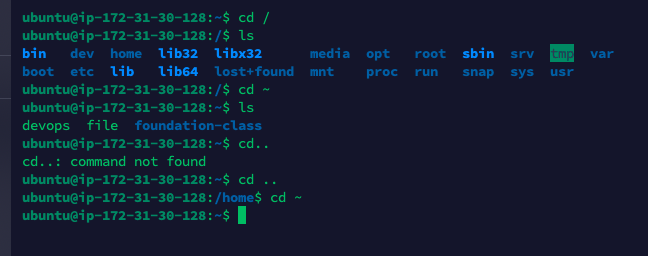 ubuntu@ip-172-31-30-128:~$ cd /
ubuntu@ip-172-31-30-128:/$ ls
bin dev home lib32 libx32 media opt root sbin srv tmp var
boot etc lib lib64 lost+found mnt proc run snap sys usr
ubuntu@ip-172-31-30-128:/$ cd ~
ubuntu@ip-172-31-30-128:~$ ls
devops file foundation-class
ubuntu@ip-172-31-30-128:~$ cd..
cd..: command not found
ubuntu@ip-172-31-30-128:~$ cd ..
ubuntu@ip-172-31-30-128:/home$ cd ~
ubuntu@ip-172-31-30-128:~$